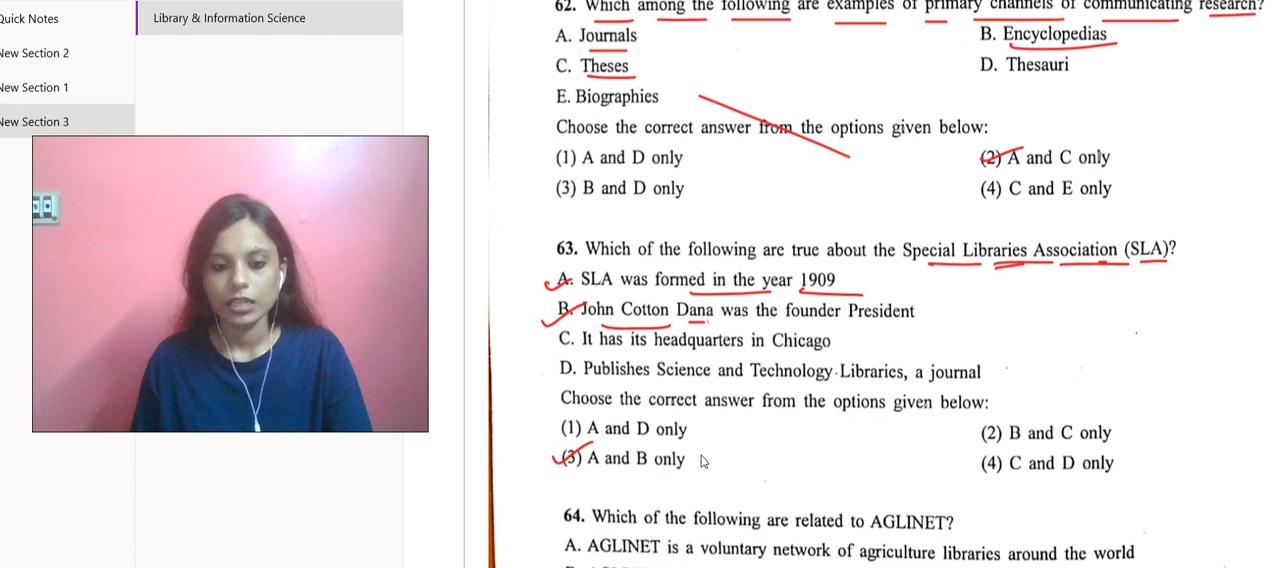 Quick Notes
Library & Information Science
New Section 2
New Section 1
New Section 3
62. Which among the following are examples of primary channels of communicating research?
A. Journals
B. Encyclopedias
C. Theses
D. Thesauri
E. Biographies
Choose the correct answer from the options given below:
(1) A and D only
(2) A and C only
(3) B and D only
(4) C and E only
63. Which of the following are true about the Special Libraries Association (SLA)?
A. SLA was formed in the year 1909
B. John Cotton Dana was the founder President
C. It has its headquarters in Chicago
D. Publishes Science and Technology Libraries, a journal
Choose the correct answer from the options given below:
(1) A and D only
(2) B and C only
(3) A and B only
(4) C and D only
64. Which of the following are related to AGLINET?
A. AGLINET is a voluntary network of agriculture libraries around the world